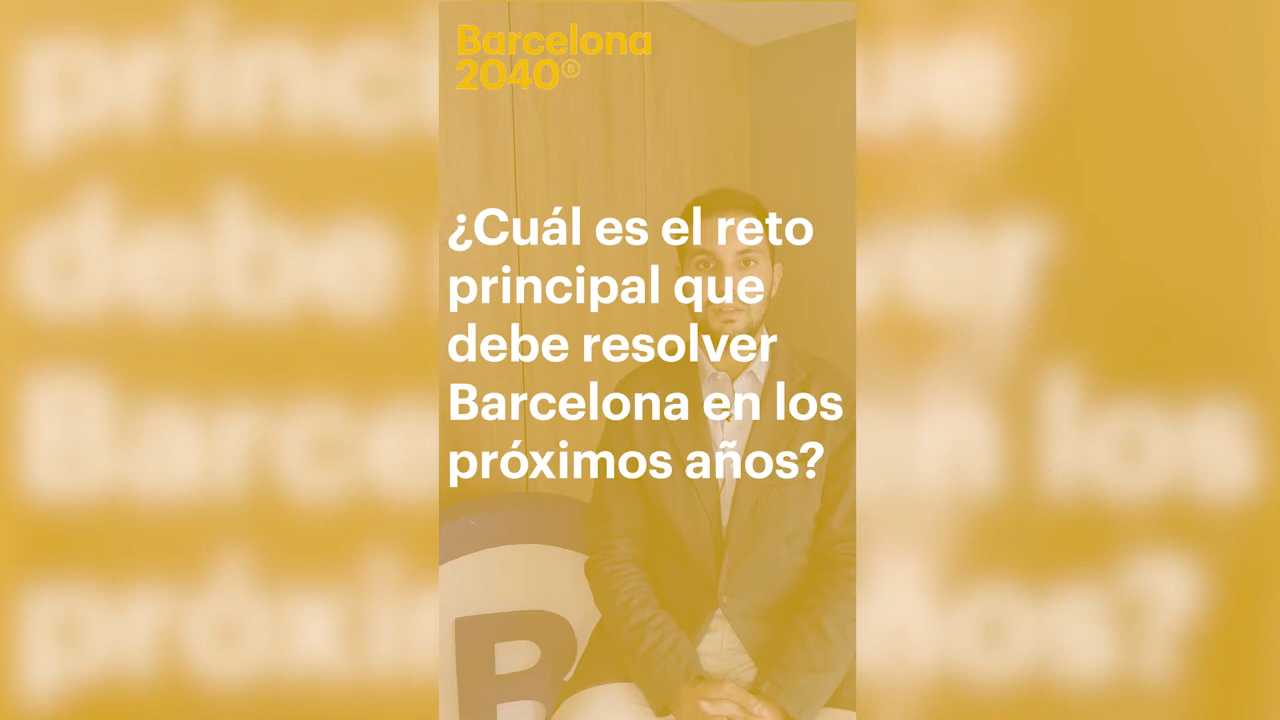 Barcelona
2040
¿Cuál es el reto
principal que
debe resolver
Barcelona en los
próximos años?
B